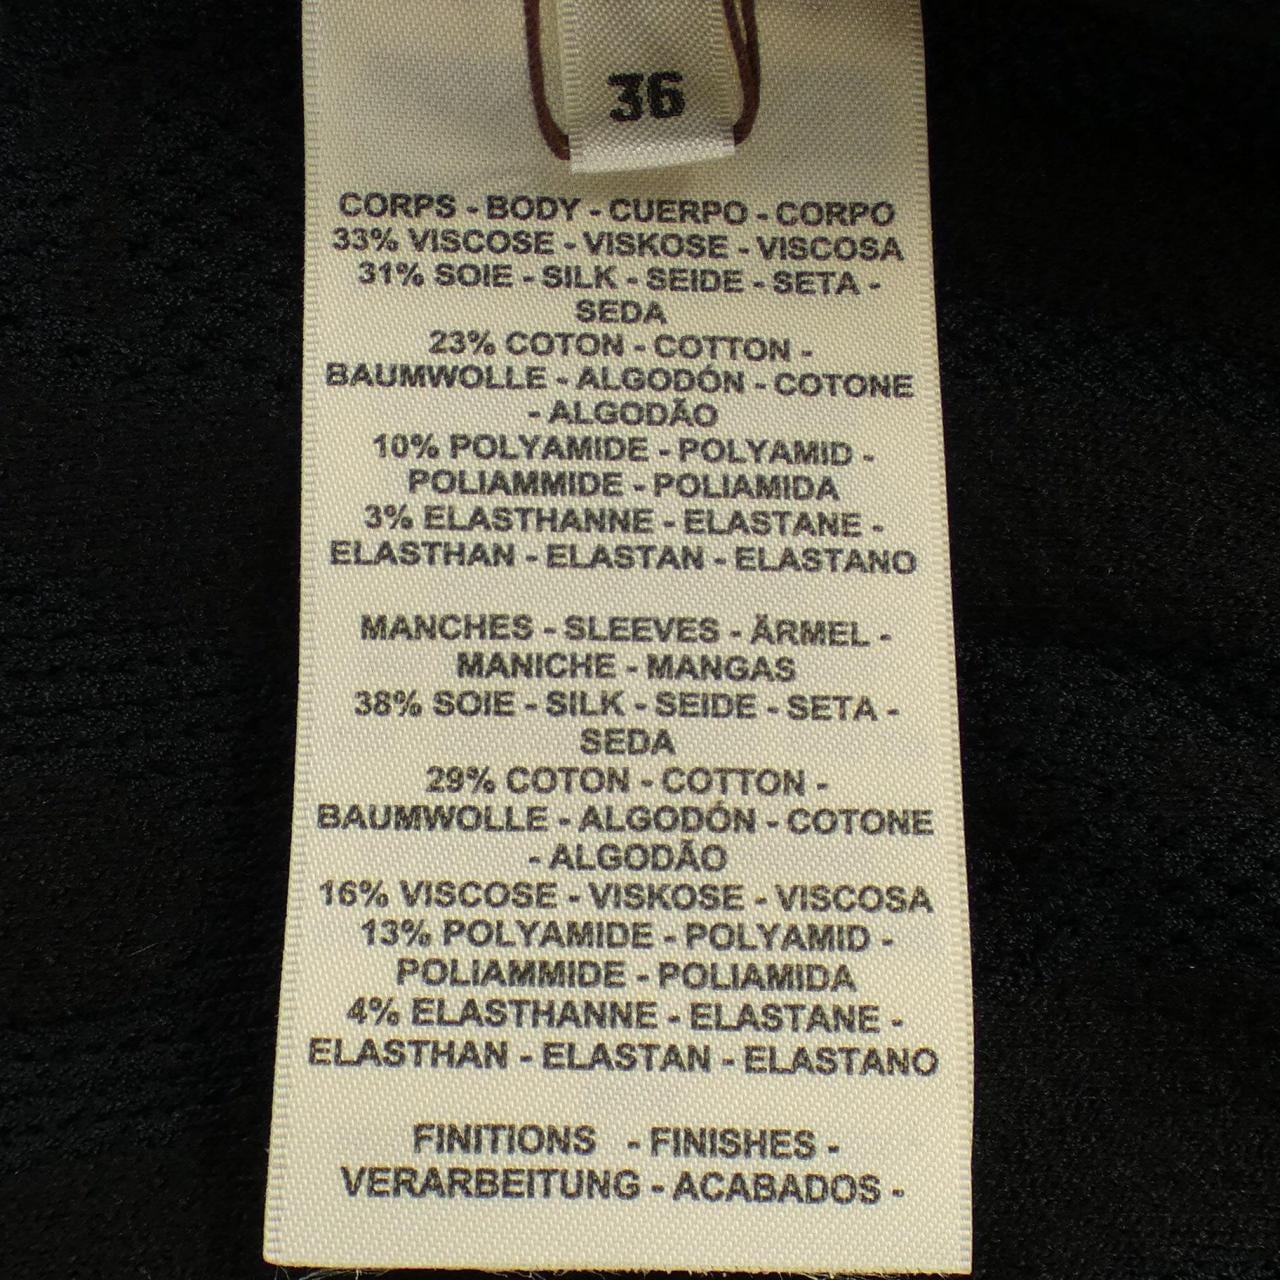 36
CORPS - BODY - CUERPO - CORPO
33% VISCOSE - VISKOSE - VISCOSA
31% SOIE - SILK - SEIDE - SETA -
SEDA
23% COTON - COTTON -
BAUMWOLLE - ALGODÓN - COTONE
- ALGODÃO
10% POLYAMIDE - POLYAMID -
POLIAMMIDE - POLIAMIDA
3% ELASTHANNE - ELASTANE -
ELASTHAN - ELASTAN - ELASTANO
MANCHES - SLEEVES - ÄRMEL -
MANICHE - MANGAS
38% SOIE - SILK - SEIDE - SETA -
SEDA
29% COTON - COTTON -
BAUMWOLLE - ALGODÓN - COTONE
- ALGODÃO
16% VISCOSE - VISKOSE - VISCOSA
13% POLYAMIDE - POLYAMID -
POLIAMMIDE - POLIAMIDA
4% ELASTHANNE - ELASTANE -
ELASTHAN - ELASTAN - ELASTANO
FINITIONS - FINISHES -
VERARBEITUNG - ACABADOS -